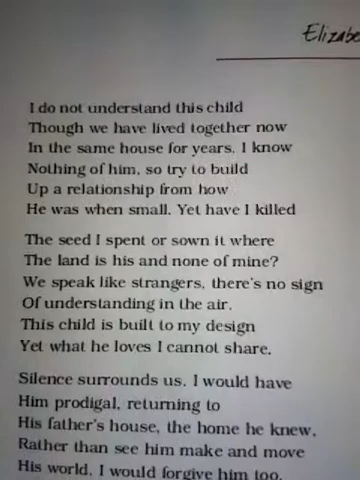 Elizabe
I do not understand this child
Though we have lived together now
In the same house for years. I know
Nothing of him, so try to build
Up a relationship from how
He was when small. Yet have I killed
The seed I spent or sown it where
The land is his and none of mine?
We speak like strangers, there's no sign
Of understanding in the air.
This child is built to my design
Yet what he loves I cannot share.
Silence surrounds us. I would have
Him prodigal, returning to
His father's house, the home he knew,
Rather than see him make and move
His world. I would forgive him too,